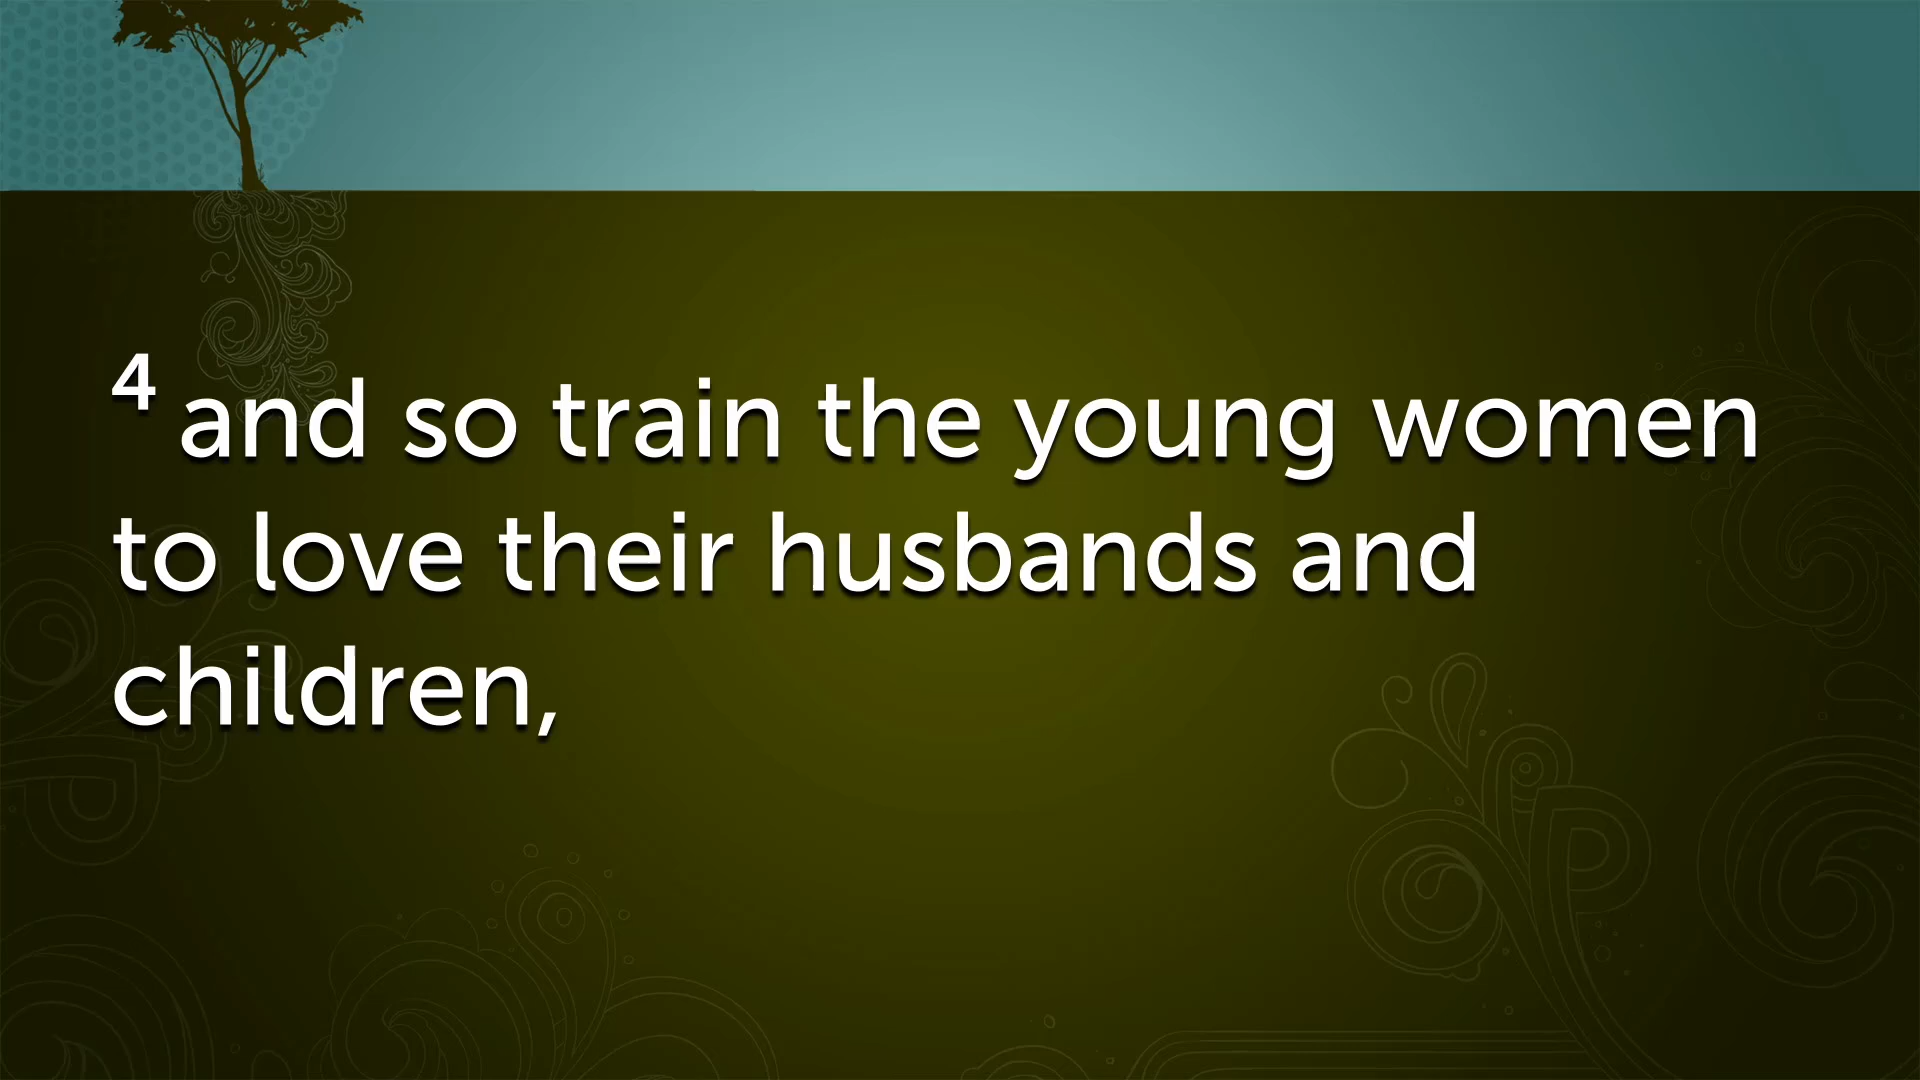 4 and so train the young women
to love their husbands and
children,